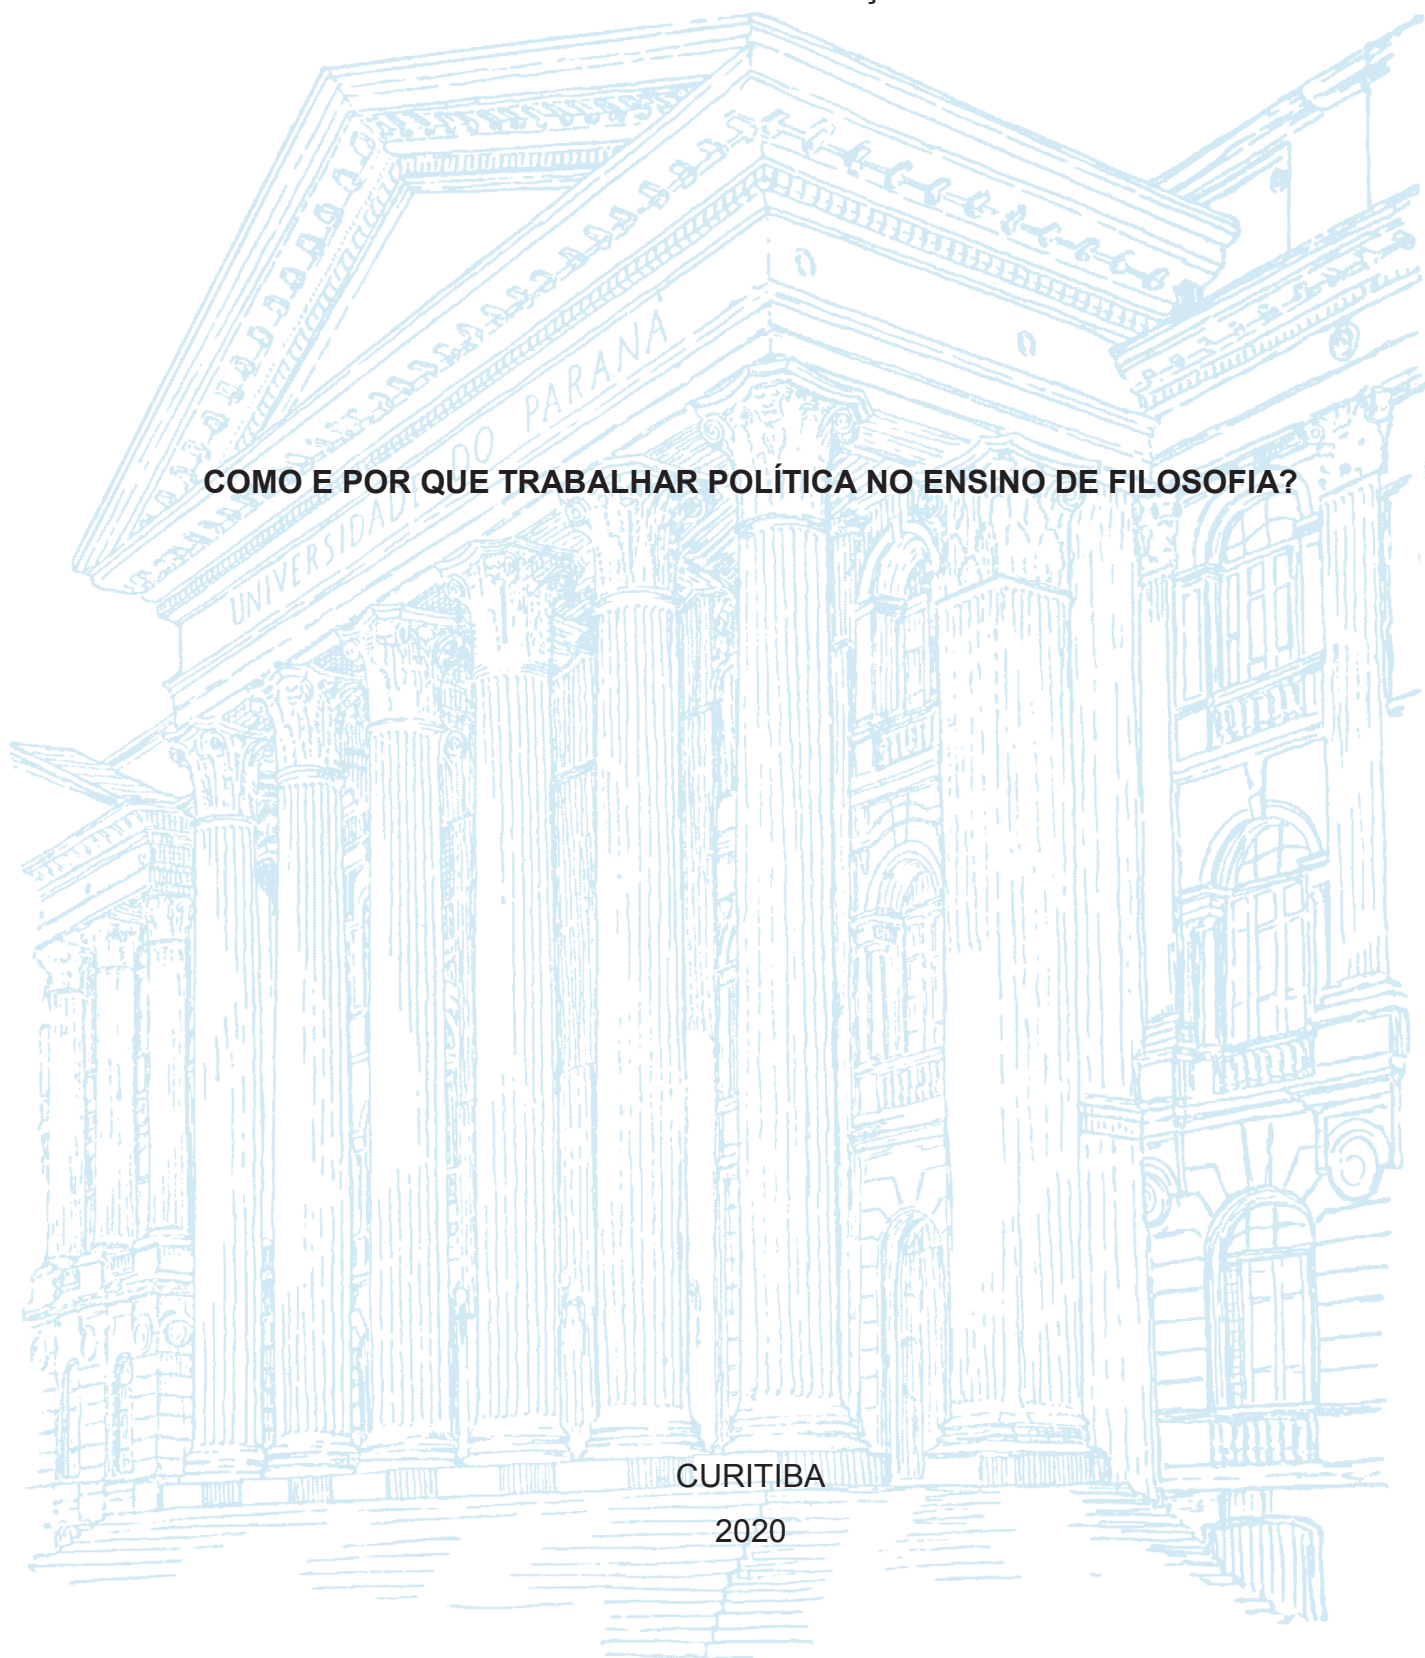 UNIVERSIDADE DO PARANÁ
COMO E POR QUE TRABALHAR POLÍTICA NO ENSINO DE FILOSOFIA?
CURITIBA
2020